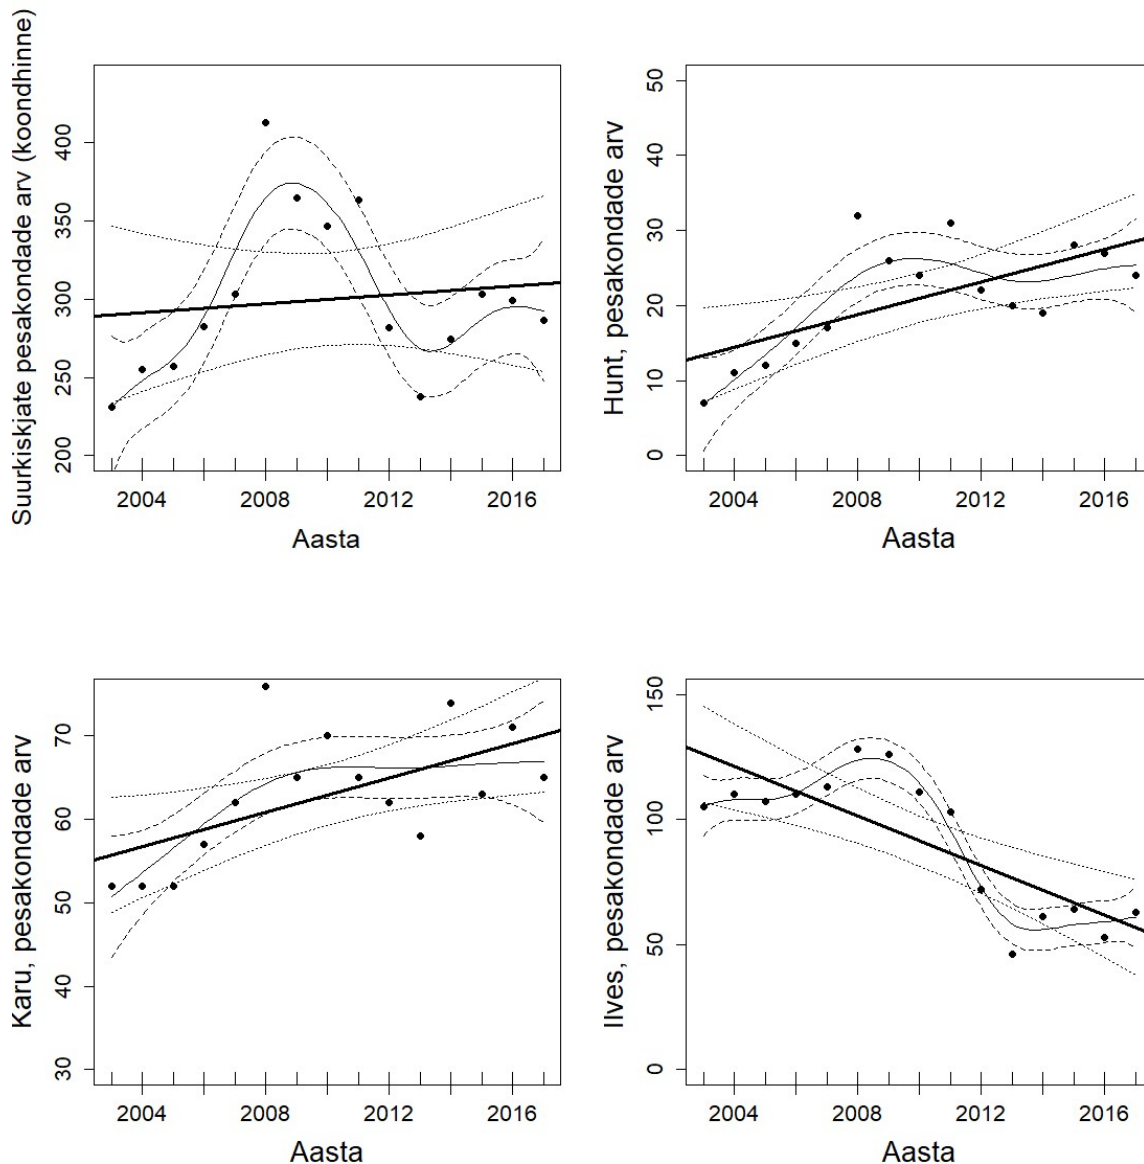 Suurkiskjate pesakondade arv (koondhinne)
400
350
300
250
200
2004 2008 2012 2016
Aasta
Hunt, pesakondade arv
50
40
30
20
10
0
2004 2008 2012 2016
Aasta
Karu, pesakondade arv
70
60
50
40
30
2004 2008 2012 2016
Aasta
Ilves, pesakondade arv
150
100
50
0
2004 2008 2012 2016
Aasta